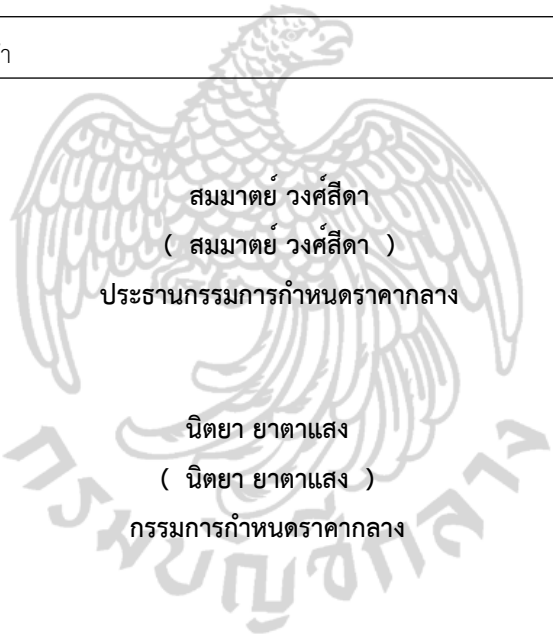 สมมาตย์ วงศ์สีดา
( สมมาตย์ วงศ์สีดา )
ประธานกรรมการกำหนดราคากลาง
นิตยา ยาตาแสง
( นิตยา ยาตาแสง )
กรรมการกำหนดราคากลาง
กรมบัญชีกลาง